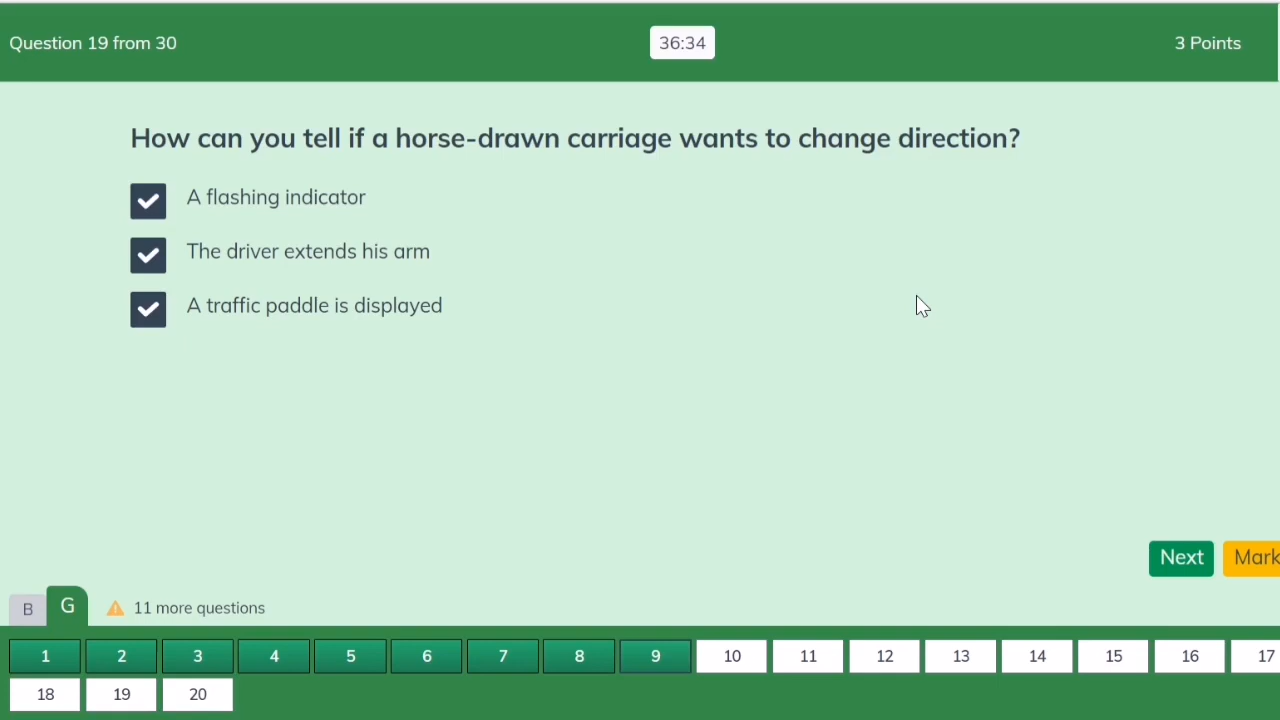 Question 19 from 30
36:34
3 Points
How can you tell if a horse-drawn carriage wants to change direction?
A flashing indicator
The driver extends his arm
A traffic paddle is displayed
Next
Mark
B
G
11 more questions
1 2 3 4 5 6 7 8 9 10 11 12 13 14 15 16 17
18 19 20